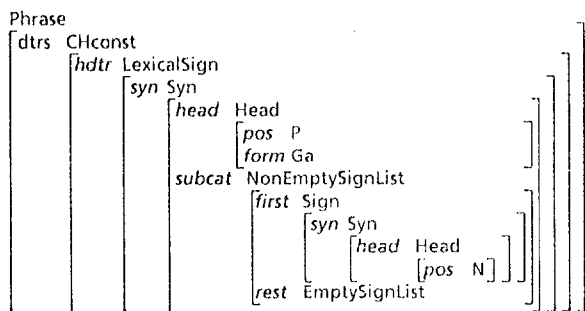 Phrase
dtrs CHconst
hdtr LexicalSign
syn Syn
head Head
pos P
form Ga
subcat NonEmptySignList
first Sign
syn Syn
head Head
pos N
rest EmptySignList